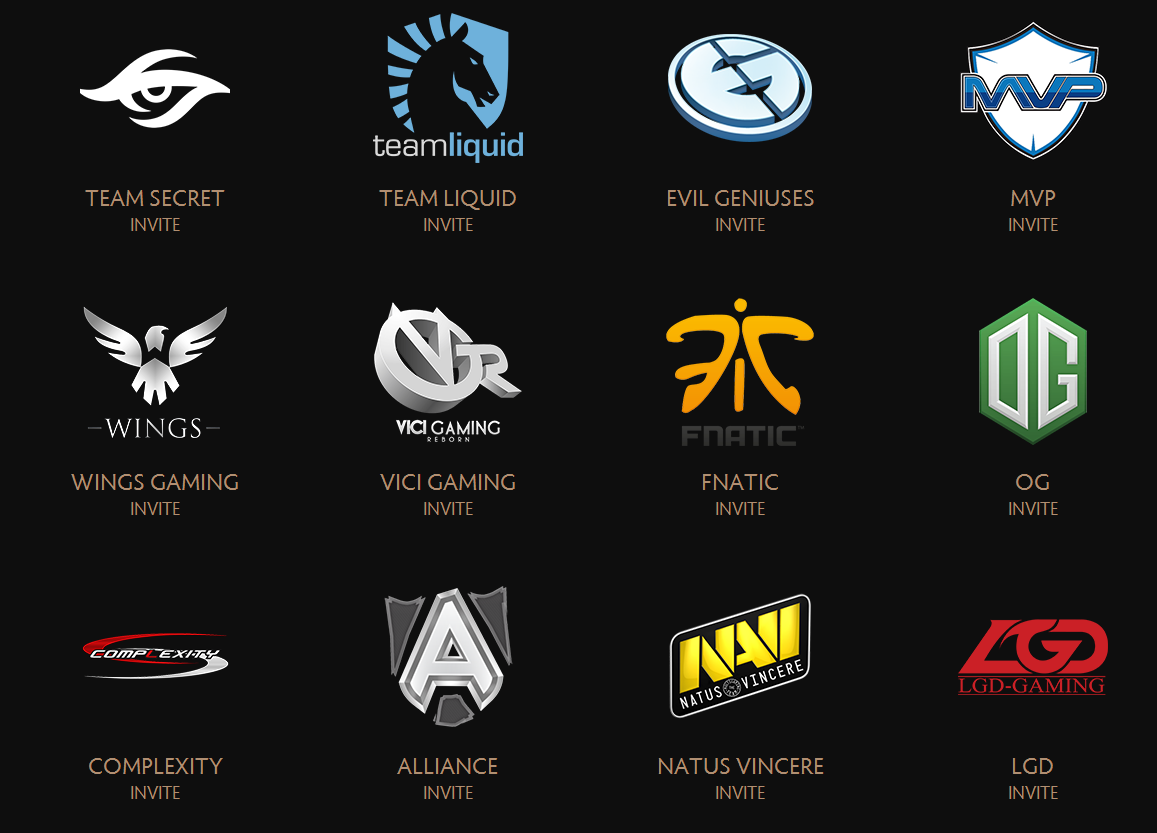 teamliquid
MVP
TEAM SECRET
TEAM LIQUID
EVIL GENIUSES
MVP
INVITE
INVITE
INVITE
INVITE
WINGS
VICI GAMING
REBORN
FNATIC™
OG
WINGS GAMING
VICI GAMING
FNATIC
OG
INVITE
INVITE
INVITE
INVITE
COMPLEXITY
A
NAVI
NATUS VINCERE
LGD
LGD-GAMING
COMPLEXITY
ALLIANCE
NATUS VINCERE
LGD
INVITE
INVITE
INVITE
INVITE